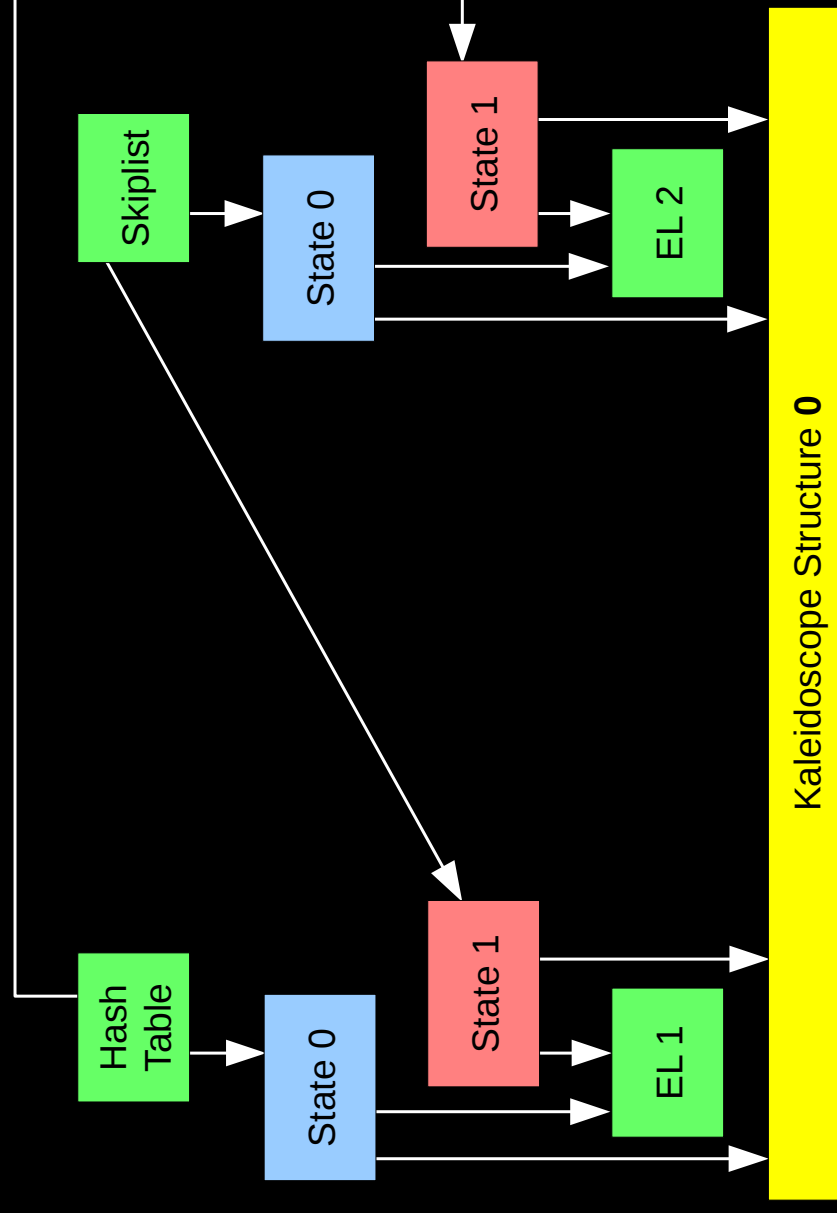 Hash
Table
Skiplist
State 0
State 0
State 1
State 1
EL 1
EL 2
Kaleidoscope Structure 0